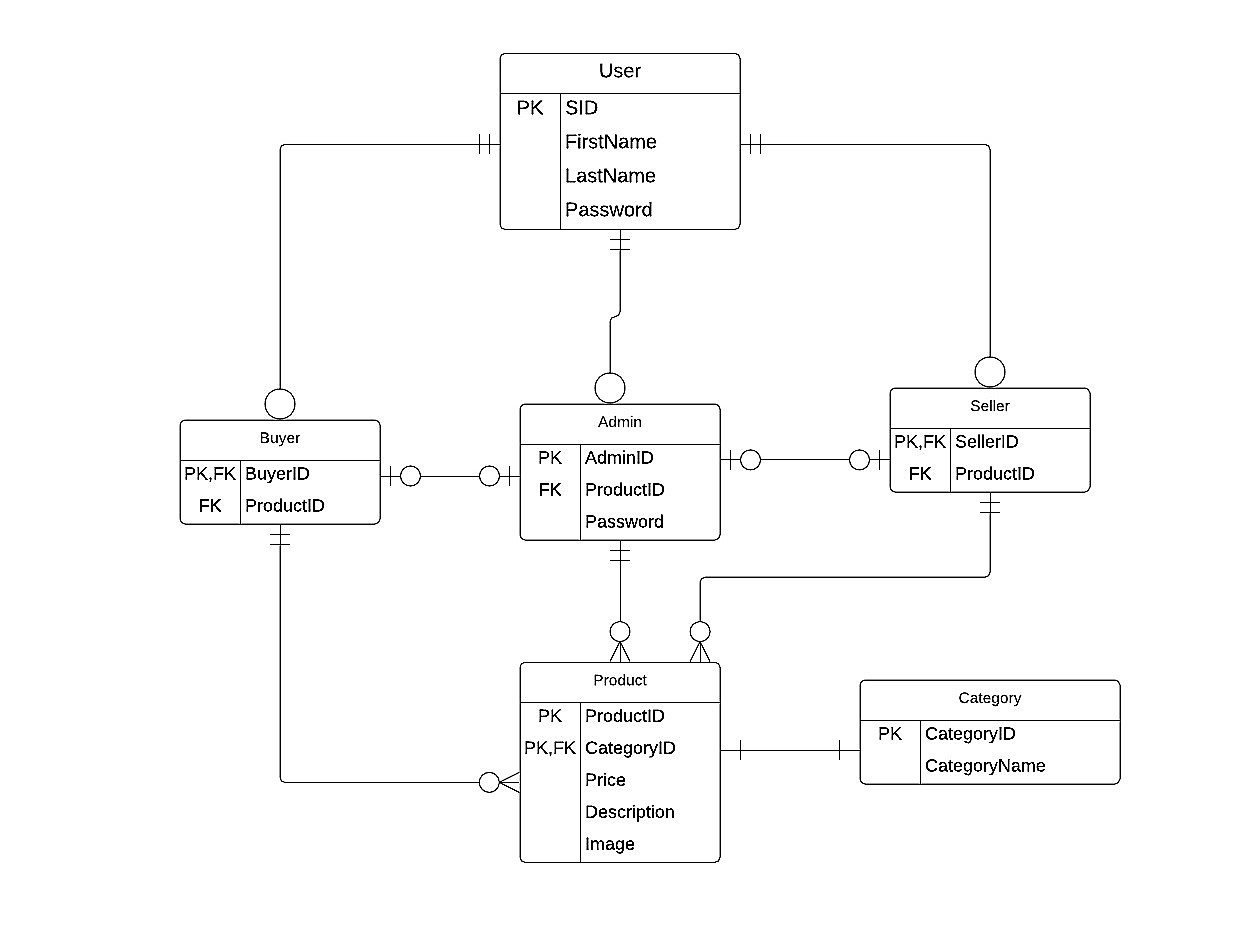 User
PK SID
FirstName
LastName
Password
Buyer
PK,FK BuyerID
FK ProductID
Admin
PK AdminID
FK ProductID
Password
Seller
PK,FK SellerID
FK ProductID
Product
PK ProductID
PK,FK CategoryID
Price
Description
Image
Category
PK CategoryID
CategoryName